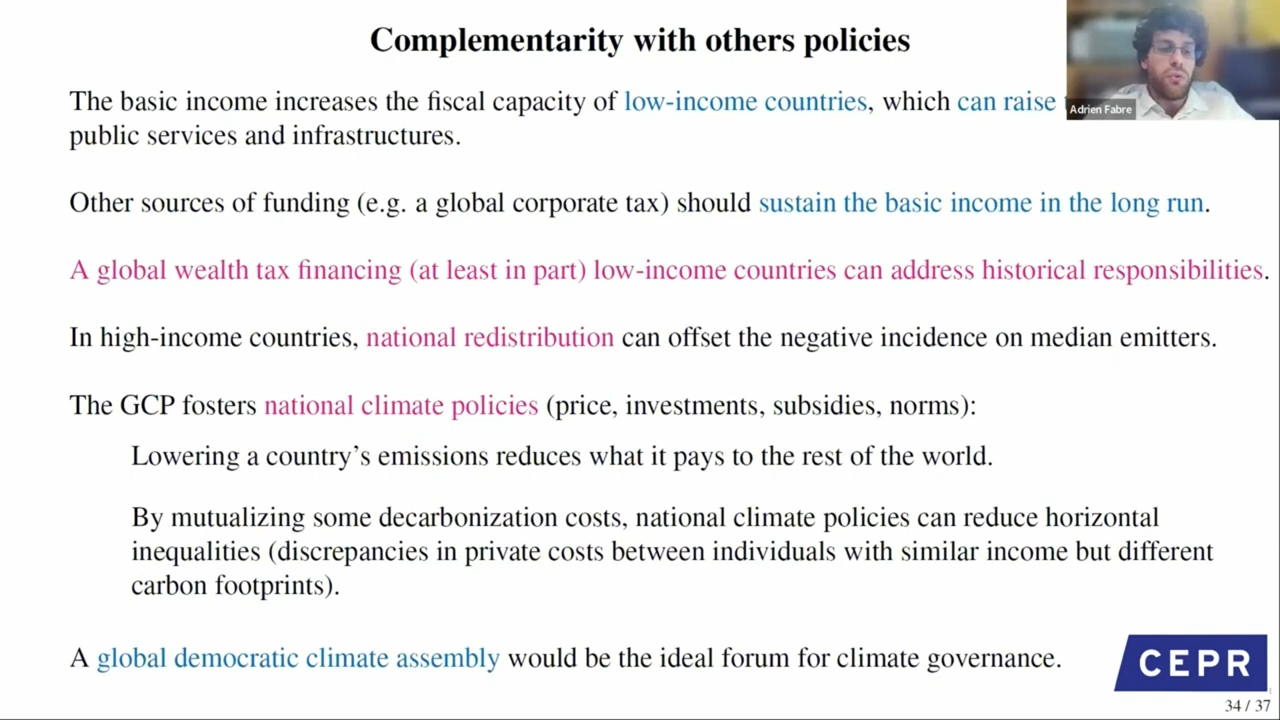 Complementarity with others policies
Adrien Fabre
The basic income increases the fiscal capacity of low-income countries, which can raise
public services and infrastructures.
Other sources of funding (e.g. a global corporate tax) should sustain the basic income in the long run.
A global wealth tax financing (at least in part) low-income countries can address historical responsibilities.
In high-income countries, national redistribution can offset the negative incidence on median emitters.
The GCP fosters national climate policies (price, investments, subsidies, norms):
Lowering a country’s emissions reduces what it pays to the rest of the world.
By mutualizing some decarbonization costs, national climate policies can reduce horizontal
inequalities (discrepancies in private costs between individuals with similar income but different
carbon footprints).
A global democratic climate assembly would be the ideal forum for climate governance.
CEPR
34 / 37